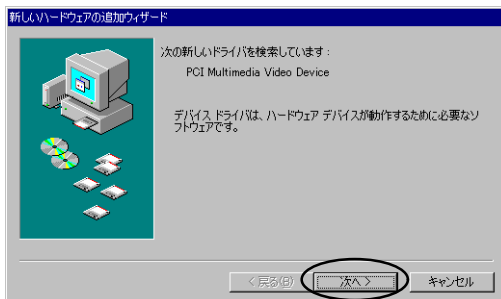 新しいハードウェアの追加ウィザード
次の新しいドライバを検索しています :
PCI Multimedia Video Device
デバイス ドライバは、ハードウェア デバイスが動作するために必要なソ
フトウェアです。
< 戻る(B) 次へ > キャンセル